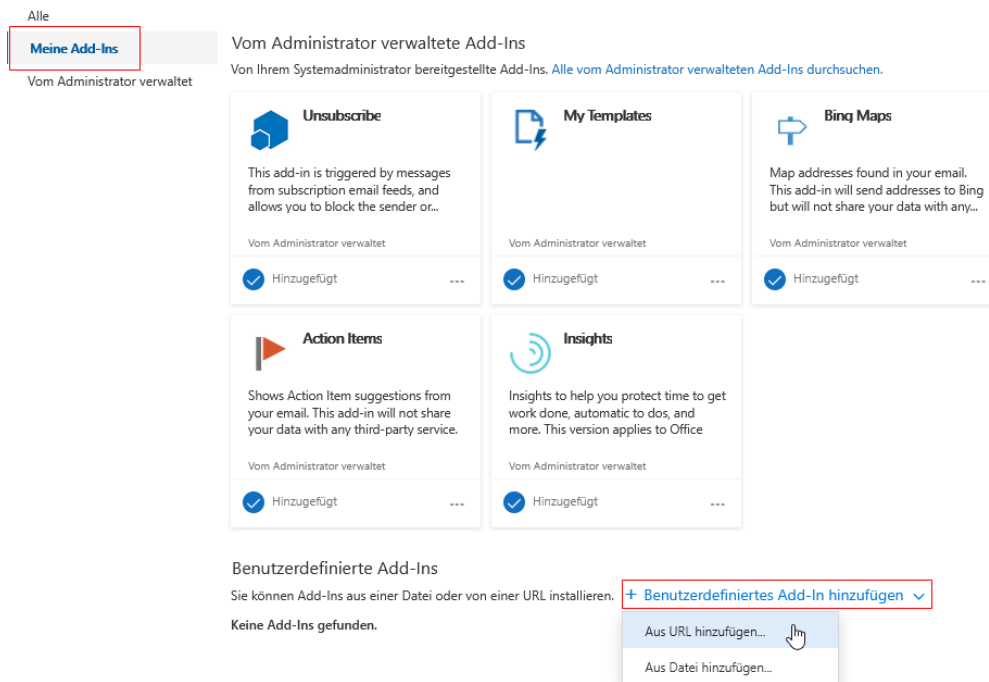 Alle
Meine Add-Ins
Vom Administrator verwaltet
Vom Administrator verwaltete Add-Ins
Von Ihrem Systemadministrator bereitgestellte Add-Ins. Alle vom Administrator verwalteten Add-Ins durchsuchen.
Unsubscribe
This add-in is triggered by messages
from subscription email feeds, and
allows you to block the sender or...
Vom Administrator verwaltet
Hinzugefügt
...
My Templates
Vom Administrator verwaltet
Hinzugefügt
...
Bing Maps
Map addresses found in your email.
This add-in will send addresses to Bing
but will not share your data with any...
Vom Administrator verwaltet
Hinzugefügt
...
Action Items
Shows Action Item suggestions from
your email. This add-in will not share
your data with any third-party service.
Vom Administrator verwaltet
Hinzugefügt
...
Insights
Insights to help you protect time to get
work done, automatic to dos, and
more. This version applies to Office
Vom Administrator verwaltet
Hinzugefügt
...
Benutzerdefinierte Add-Ins
Sie können Add-Ins aus einer Datei oder von einer URL installieren. + Benutzerdefiniertes Add-In hinzufügen
Keine Add-Ins gefunden.
Aus URL hinzufügen...
Aus Datei hinzufügen...